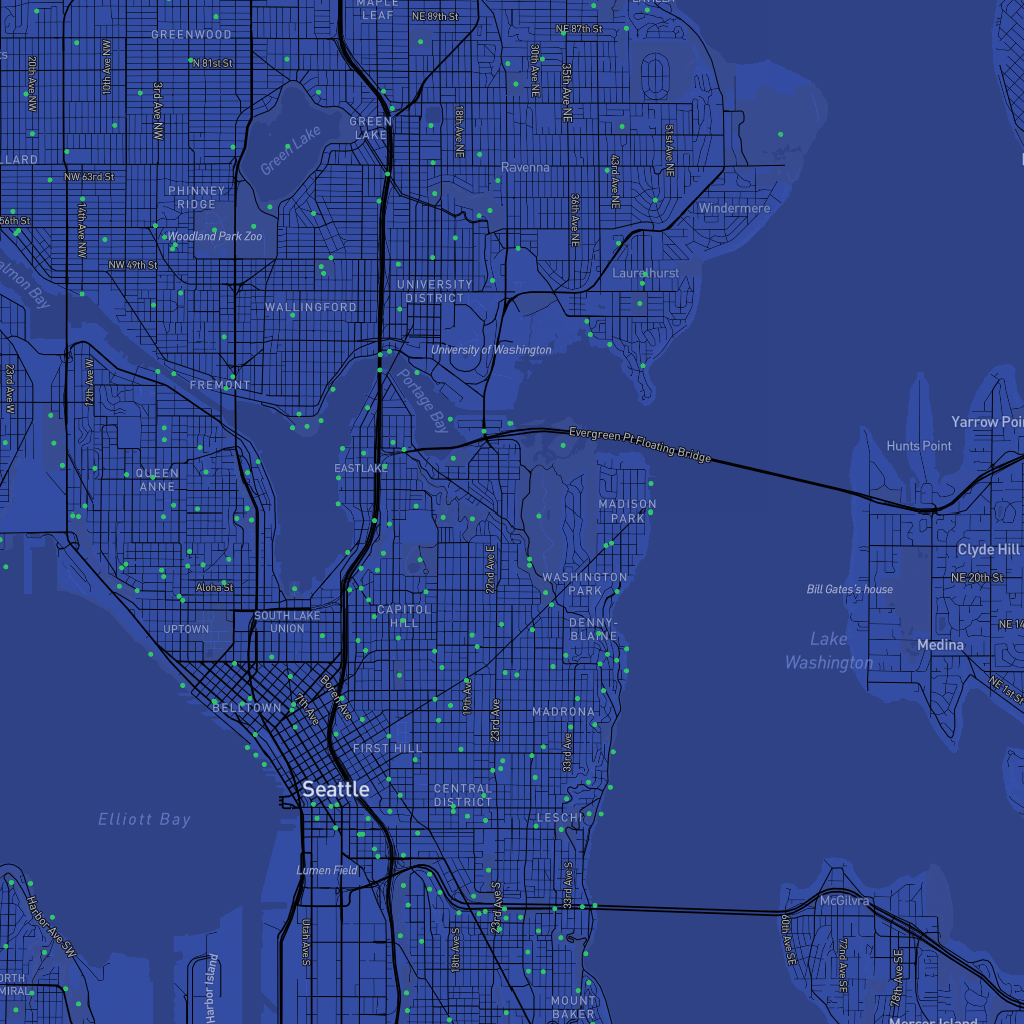 MAPLE
LEAF
NE 89th St
NE 87th St
GREENWOOD
N 81st St
20th Ave NW
10th Ave NW
3rd Ave NW
30th Ave NE
35th Ave NE
GREEN
LAKE
Green Lake
18th Ave NE
51st Ave NE
43rd Ave NE
Ravenna
NW 63rd St
PHINNEY
RIDGE
36th Ave NE
Windermere
56th St
14th Ave NW
Woodland Park Zoo
NW 49th St
Laurelhurst
UNIVERSITY
DISTRICT
WALLINGFORD
University of Washington
23rd Ave W
12th Ave W
FREMONT
Portage Bay
Evergreen Pt Floating Bridge
Hunts Point
EASTLAKE
QUEEN
ANNE
MADISON
PARK
Clyde Hill
22nd Ave E
WASHINGTON
PARK
NE 20th St
Aloha St
Bill Gates's house
CAPITOL
HILL
SOUTH LAKE
UNION
UPTOWN
DENNY-
BLAINE
Lake
Washington
Medina
NE 1st St
Boren Ave
7th Ave
BELLTOWN
19th Ave
23rd Ave
MADRONA
33rd Ave
FIRST HILL
Seattle
CENTRAL
DISTRICT
LESCHI
Elliott Bay
Lumen Field
33rd Ave S
23rd Ave S
McGilvra
Harbor Ave SW
Utah Ave S
18th Ave S
60th Ave SE
72nd Ave SE
78th Ave SE
Harbor Island
MOUNT
BAKER
Mercer Island